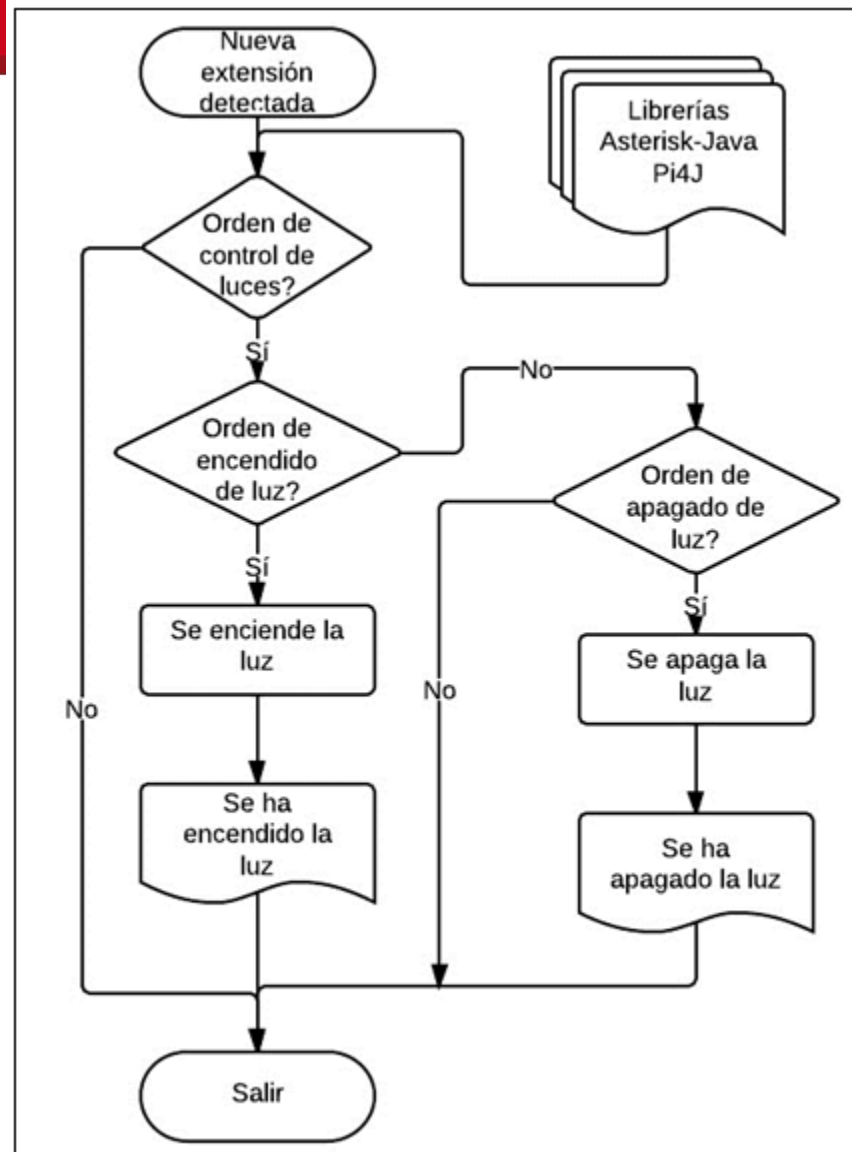 Nueva
extensión
detectada
Librerías
Asterisk-Java
Pi4J
Orden de
control de
luces?
Sí
No
Orden de
encendido
de luz?
Orden de
apagado de
luz?
Sí
Sí
Se enciende la
luz
Se apaga la
luz
No
No
Se ha
encendido la
luz
Se ha
apagado la luz
Salir